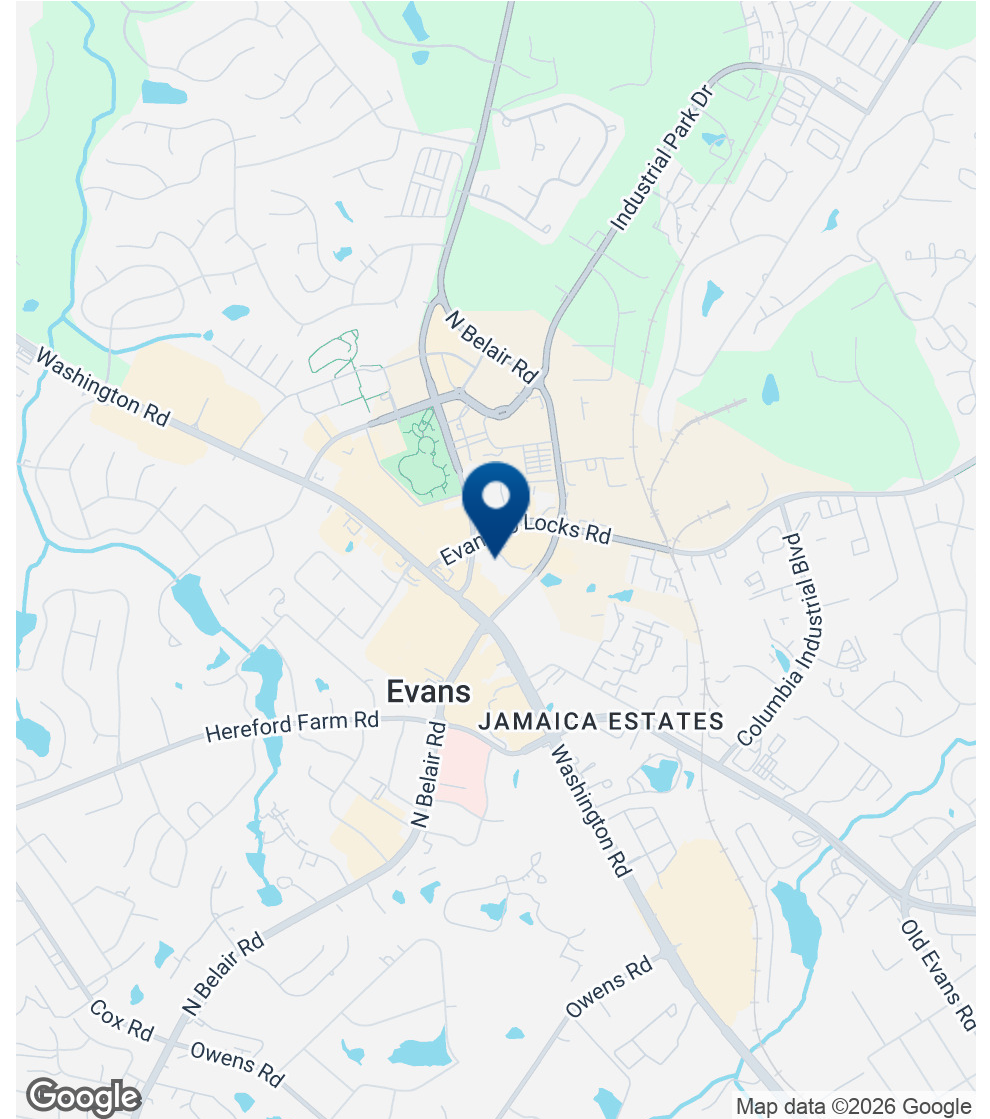 Industrial Park Dr
N Belair Rd
Washington Rd
Locks Rd
Columbia Industrial Blvd
Evans
JAMAICA ESTATES
Hereford Farm Rd
N Belair Rd
Washington Rd
N Belair Rd
Owens Rd
Old Evans Rd
Cox Rd
Owens Rd
Google
Map data ©2026 Google